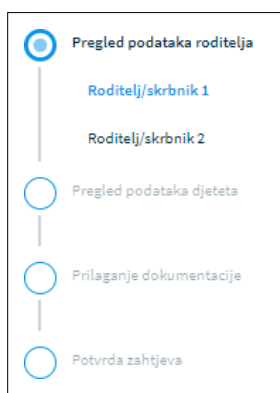 Pregled podataka roditelja
Roditelj/skrbnik 1
Roditelj/skrbnik 2
Pregled podataka djeteta
Prilaganje dokumentacije
Potvrda zahtjeva